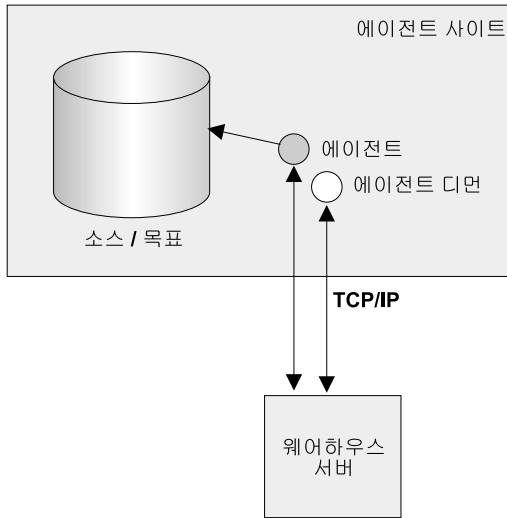 에이전트 사이트
에이전트
에이전트 디먼
소스 / 목표
TCP/IP
웨어하우스
서버